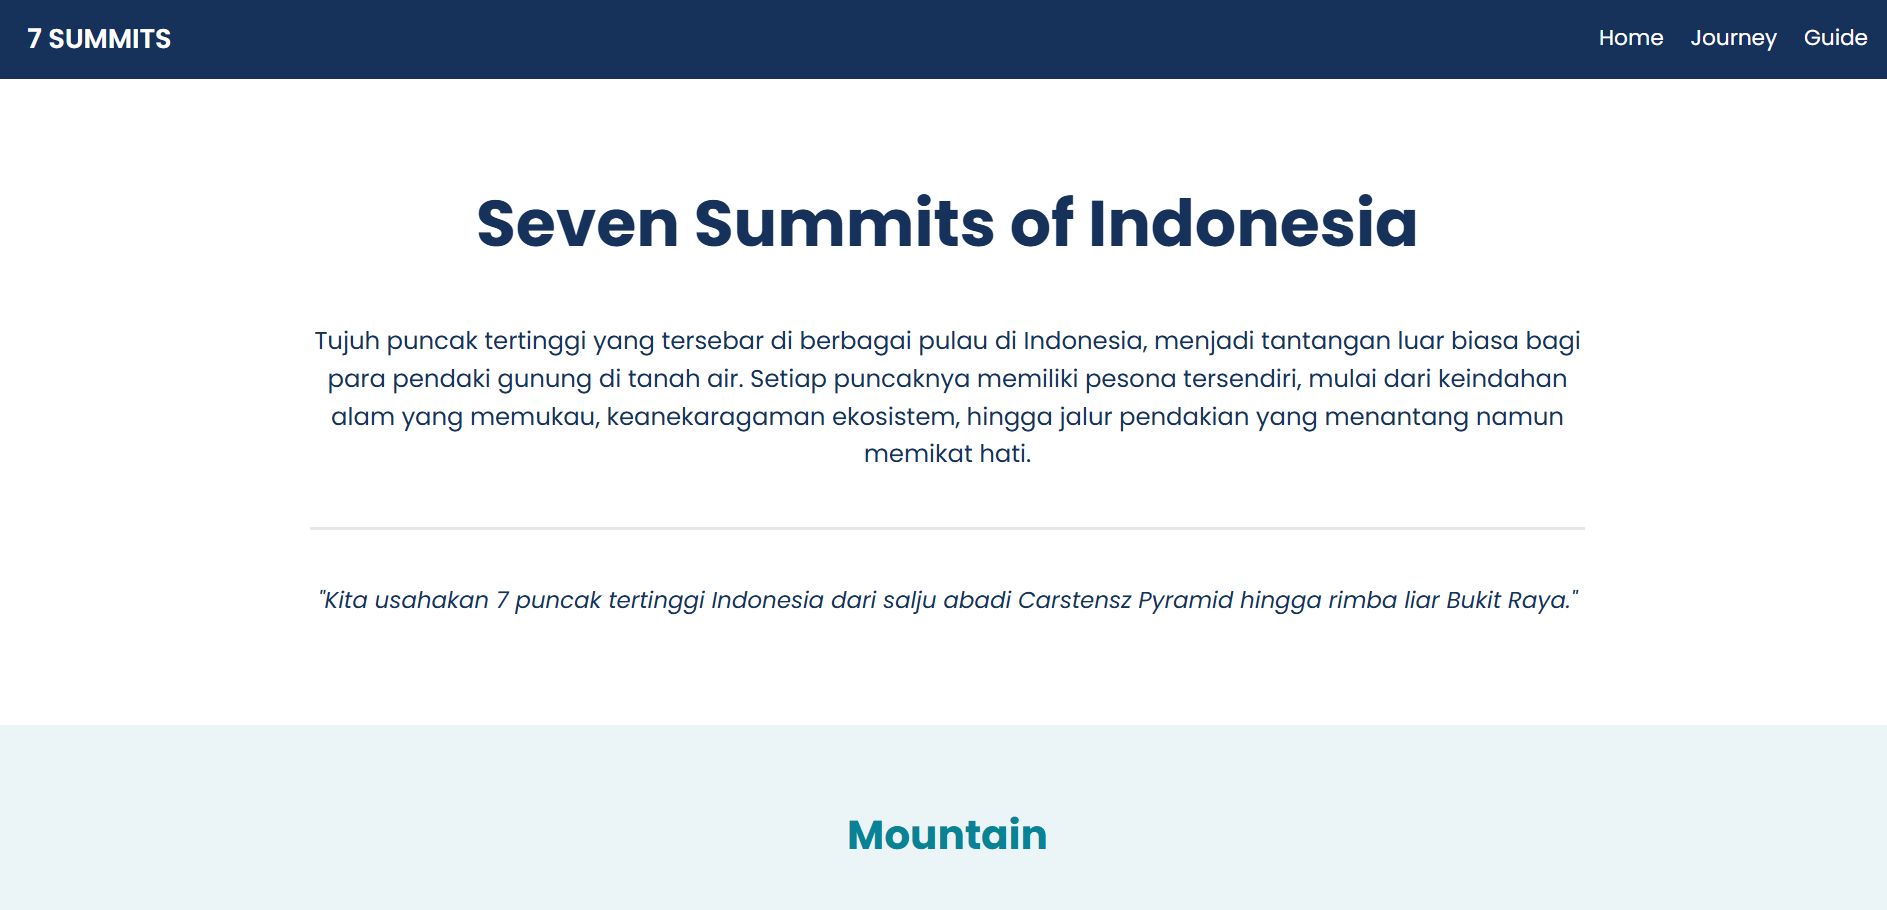 7 SUMMITS
Home Journey Guide
Seven Summits of Indonesia
Tujuh puncak tertinggi yang tersebar di berbagai pulau di Indonesia, menjadi tantangan luar biasa bagi
para pendaki gunung di tanah air. Setiap puncaknya memiliki pesona tersendiri, mulai dari keindahan
alam yang memukau, keanekaragaman ekosistem, hingga jalur pendakian yang menantang namun
memikat hati.
"Kita usahakan 7 puncak tertinggi Indonesia dari salju abadi Carstensz Pyramid hingga rimba liar Bukit Raya."
Mountain